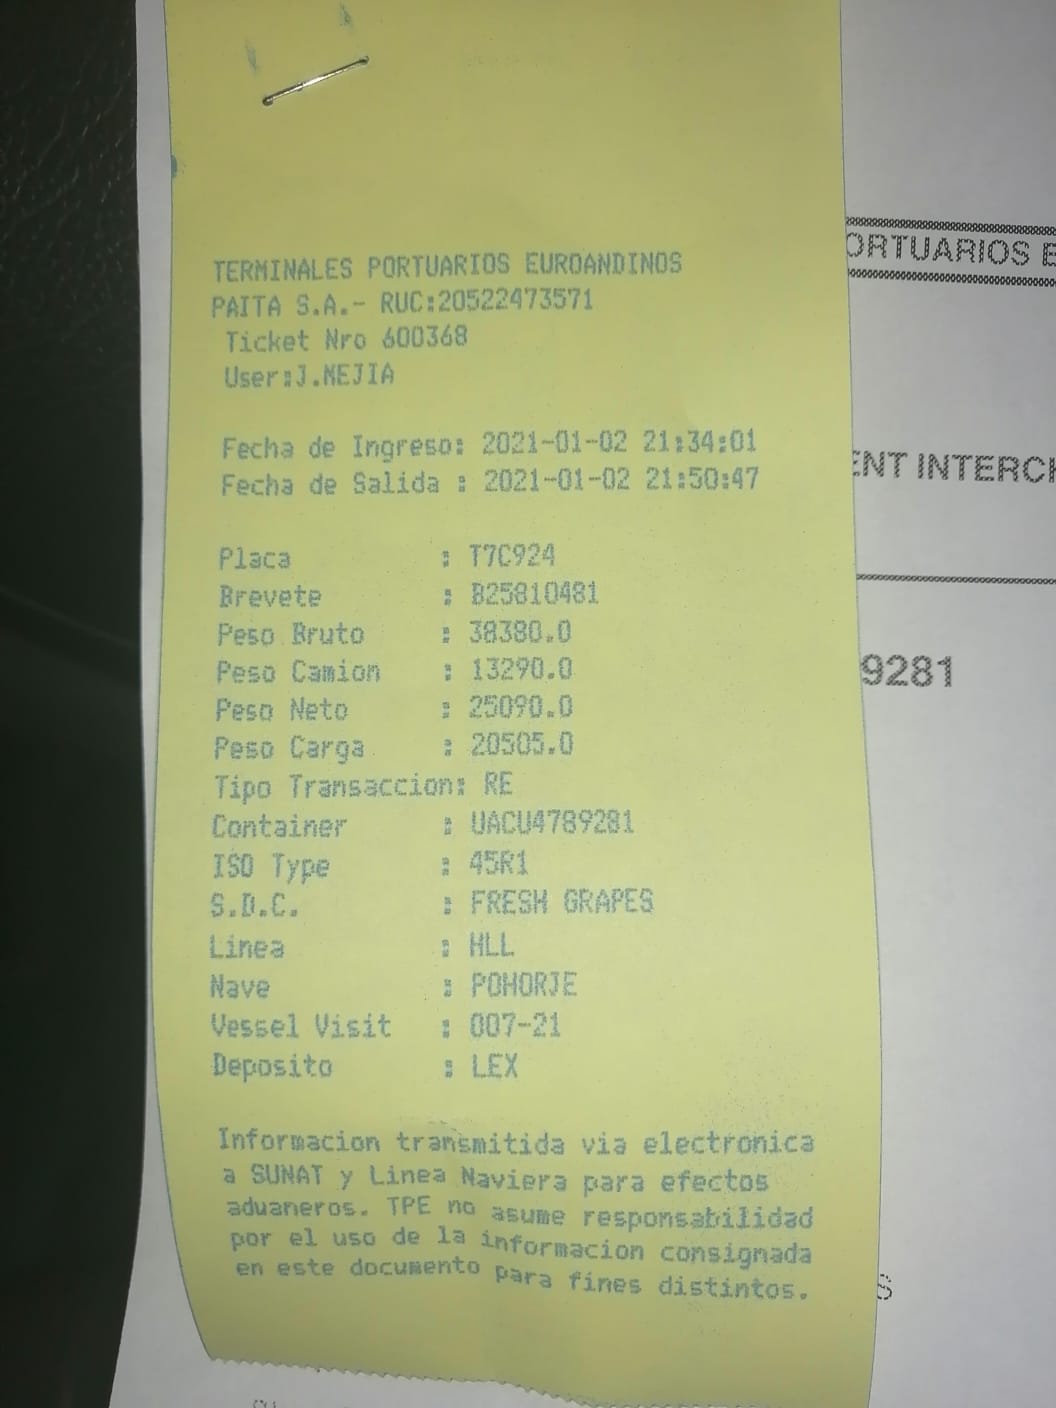 TERMINALES PORTUARIOS EUROANDINOS
PAITA S.A.- RUC:20522473571
Ticket Nro 600368
User:J.MEJIA
Fecha de Ingreso: 2021-01-02 21:34:01
Fecha de Salida : 2021-01-02 21:50:47
Placa : T7C924
Brevete : B25810481
Peso Bruto : 38380.0
Peso Camion : 13290.0
Peso Neto : 25090.0
Peso Carga : 20505.0
Tipo Transaccion: RE
Container : UACU4789281
ISO Type : 45R1
S.D.C. : FRESH GRAPES
Linea : HLL
Nave : POHORJE
Vessel Visit : 007-21
Deposito : LEX
Informacion transmitida via electronica
a SUNAT y Linea Naviera para efectos
aduaneros. TPE no asume responsabilidad
por el uso de la informacion consignada
en este documento para fines distintos.
ORTUARIOS E
ENT INTERCH
9281
S